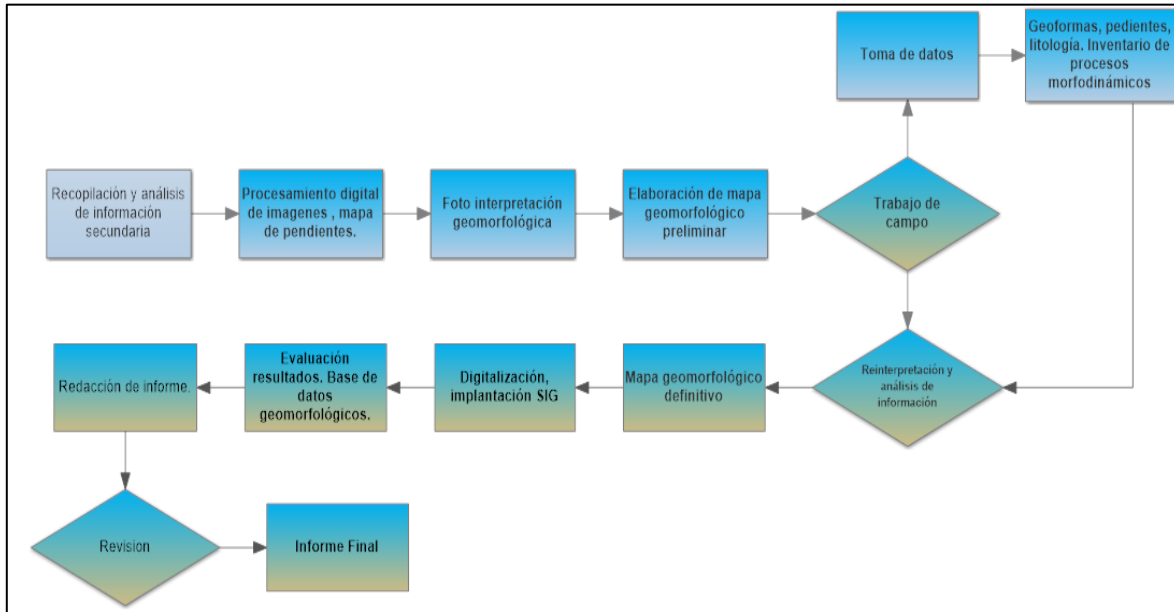 Recopilación y análisis
de información
secundaria
Procesamiento digital
de imagenes , mapa
de pendientes.
Foto interpretación
geomorfológica
Elaboración de mapa
geomorfológico
preliminar
Trabajo de
campo
Toma de datos
Geoformas, pedientes,
litología. Inventario de
procesos
morfodinámicos
Reinterpretación y
análisis de
información
Mapa geomorfológico
definitivo
Digitalización,
implantación SIG
Evaluación
resultados. Base de
datos
geomorfológicos.
Redacción de informe.
Revision
Informe Final